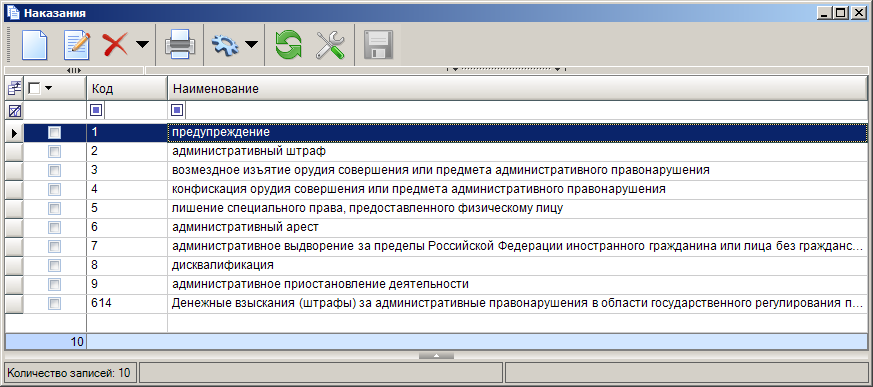 Наказания
Код Наименование
1 предупреждение
2 административный штраф
3 возмездное изъятие орудия совершения или предмета административного правонарушения
4 конфискация орудия совершения или предмета административного правонарушения
5 лишение специального права, предоставленного физическому лицу
6 административный арест
7 административное выдворение за пределы Российской Федерации иностранного гражданина или лица без гражданс...
8 дисквалификация
9 административное приостановление деятельности
614 Денежные взыскания (штрафы) за административные правонарушения в области государственного регулирования п...
10
Количество записей: 10